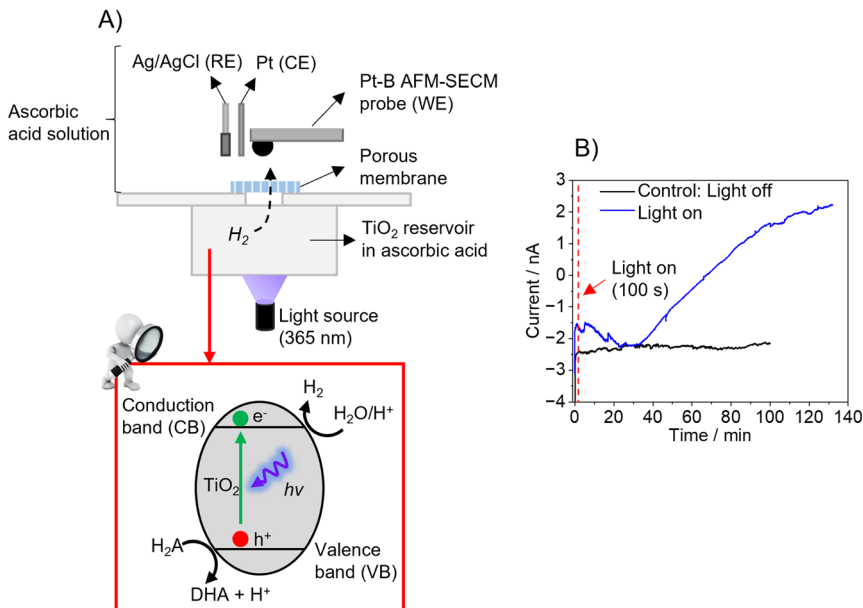 A)
Ag/AgCl (RE)
Pt (CE)
Pt-B AFM-SECM
probe (WE)
Ascorbic
acid solution
Porous
membrane
H2
TiO2 reservoir
in ascorbic acid
Light source
(365 nm)
Conduction
band (CB)
e-
H2
H2O/H+
TiO2
hv
H2A
h+
Valence
band (VB)
DHA + H+
B)
3
2
1
0
−1
−2
−3
−4
Current / nA
Control: Light off
Light on
Light on
(100 s)
0 20 40 60 80 100 120 140
Time / min